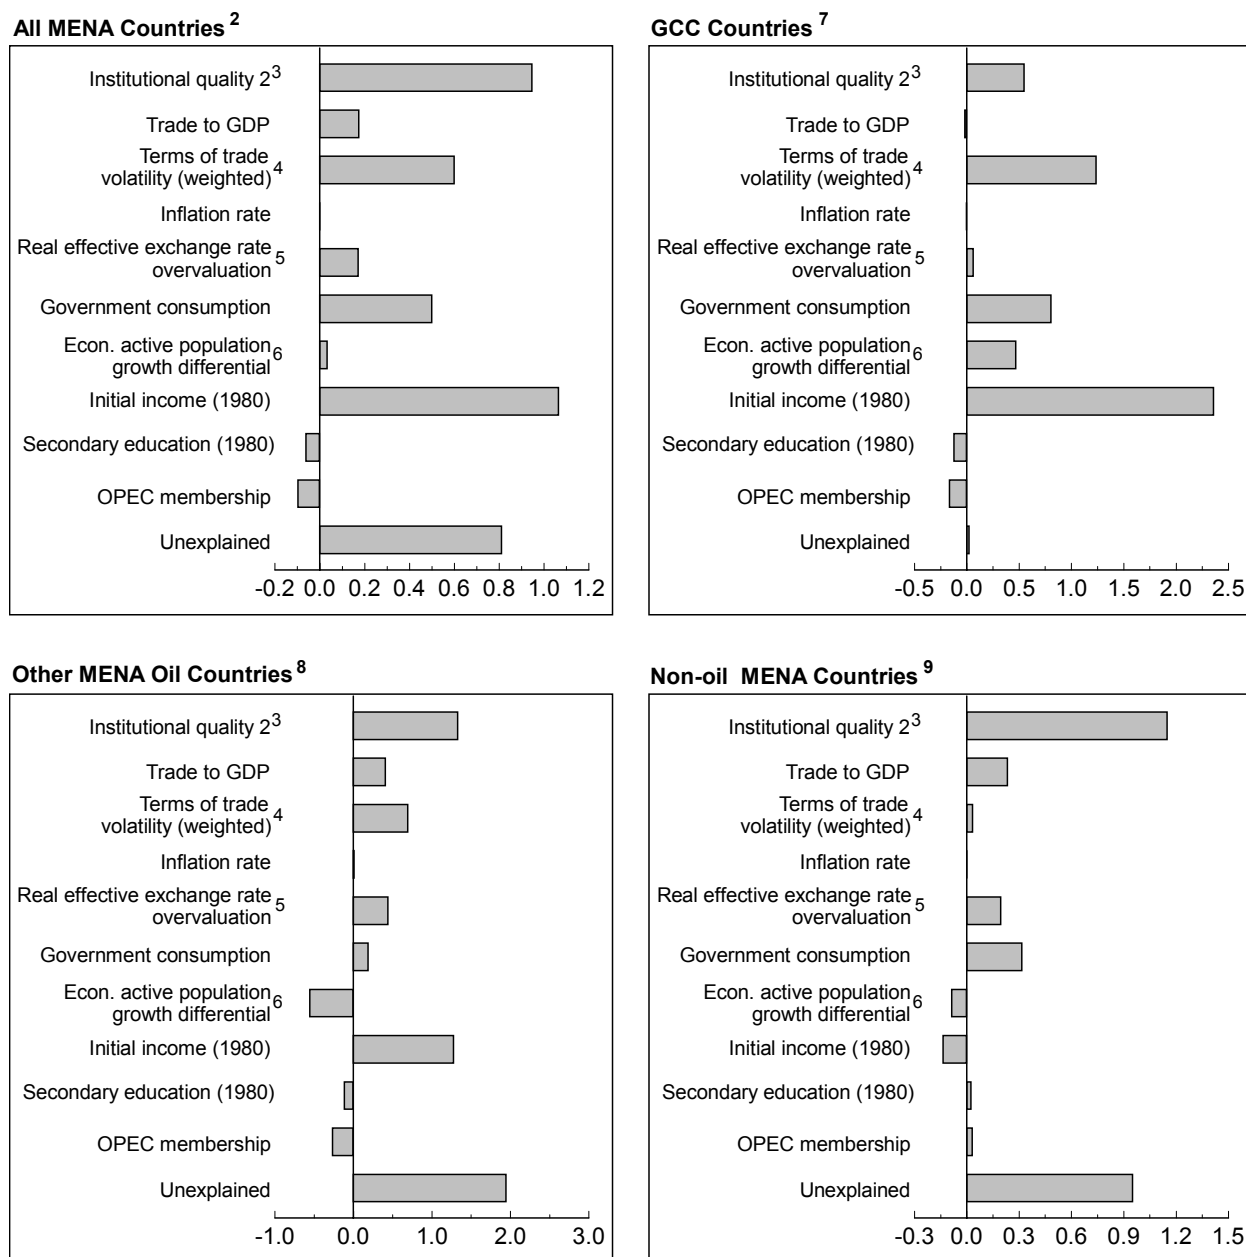 All MENA Countries 2
Institutional quality 2 3
Trade to GDP
Terms of trade
volatility (weighted) 4
Inflation rate
Real effective exchange rate
overvaluation 5
Government consumption
Econ. active population
growth differential 6
Initial income (1980)
Secondary education (1980)
OPEC membership
Unexplained
-0.2 0.0 0.2 0.4 0.6 0.8 1.0 1.2
GCC Countries 7
Institutional quality 2 3
Trade to GDP
Terms of trade
volatility (weighted) 4
Inflation rate
Real effective exchange rate
overvaluation 5
Government consumption
Econ. active population
growth differential 6
Initial income (1980)
Secondary education (1980)
OPEC membership
Unexplained
-0.5 0.0 0.5 1.0 1.5 2.0 2.5
Other MENA Oil Countries 8
Institutional quality 2 3
Trade to GDP
Terms of trade
volatility (weighted) 4
Inflation rate
Real effective exchange rate
overvaluation 5
Government consumption
Econ. active population
growth differential 6
Initial income (1980)
Secondary education (1980)
OPEC membership
Unexplained
-1.0 0.0 1.0 2.0 3.0
Non-oil MENA Countries 9
Institutional quality 2 3
Trade to GDP
Terms of trade
volatility (weighted) 4
Inflation rate
Real effective exchange rate
overvaluation 5
Government consumption
Econ. active population
growth differential 6
Initial income (1980)
Secondary education (1980)
OPEC membership
Unexplained
-0.3 0.0 0.3 0.6 0.9 1.2 1.5